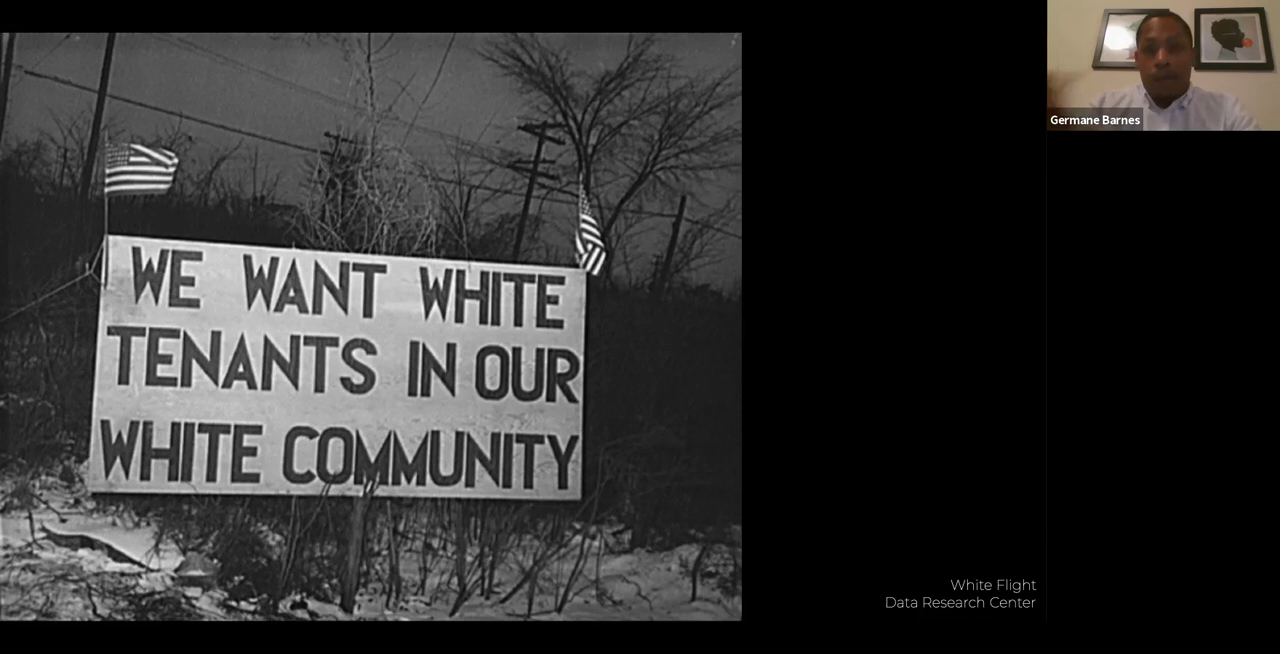 WE WANT WHITE
TENANTS IN OUR
WHITE COMMUNITY
Germane Barnes
White Flight
Data Research Center